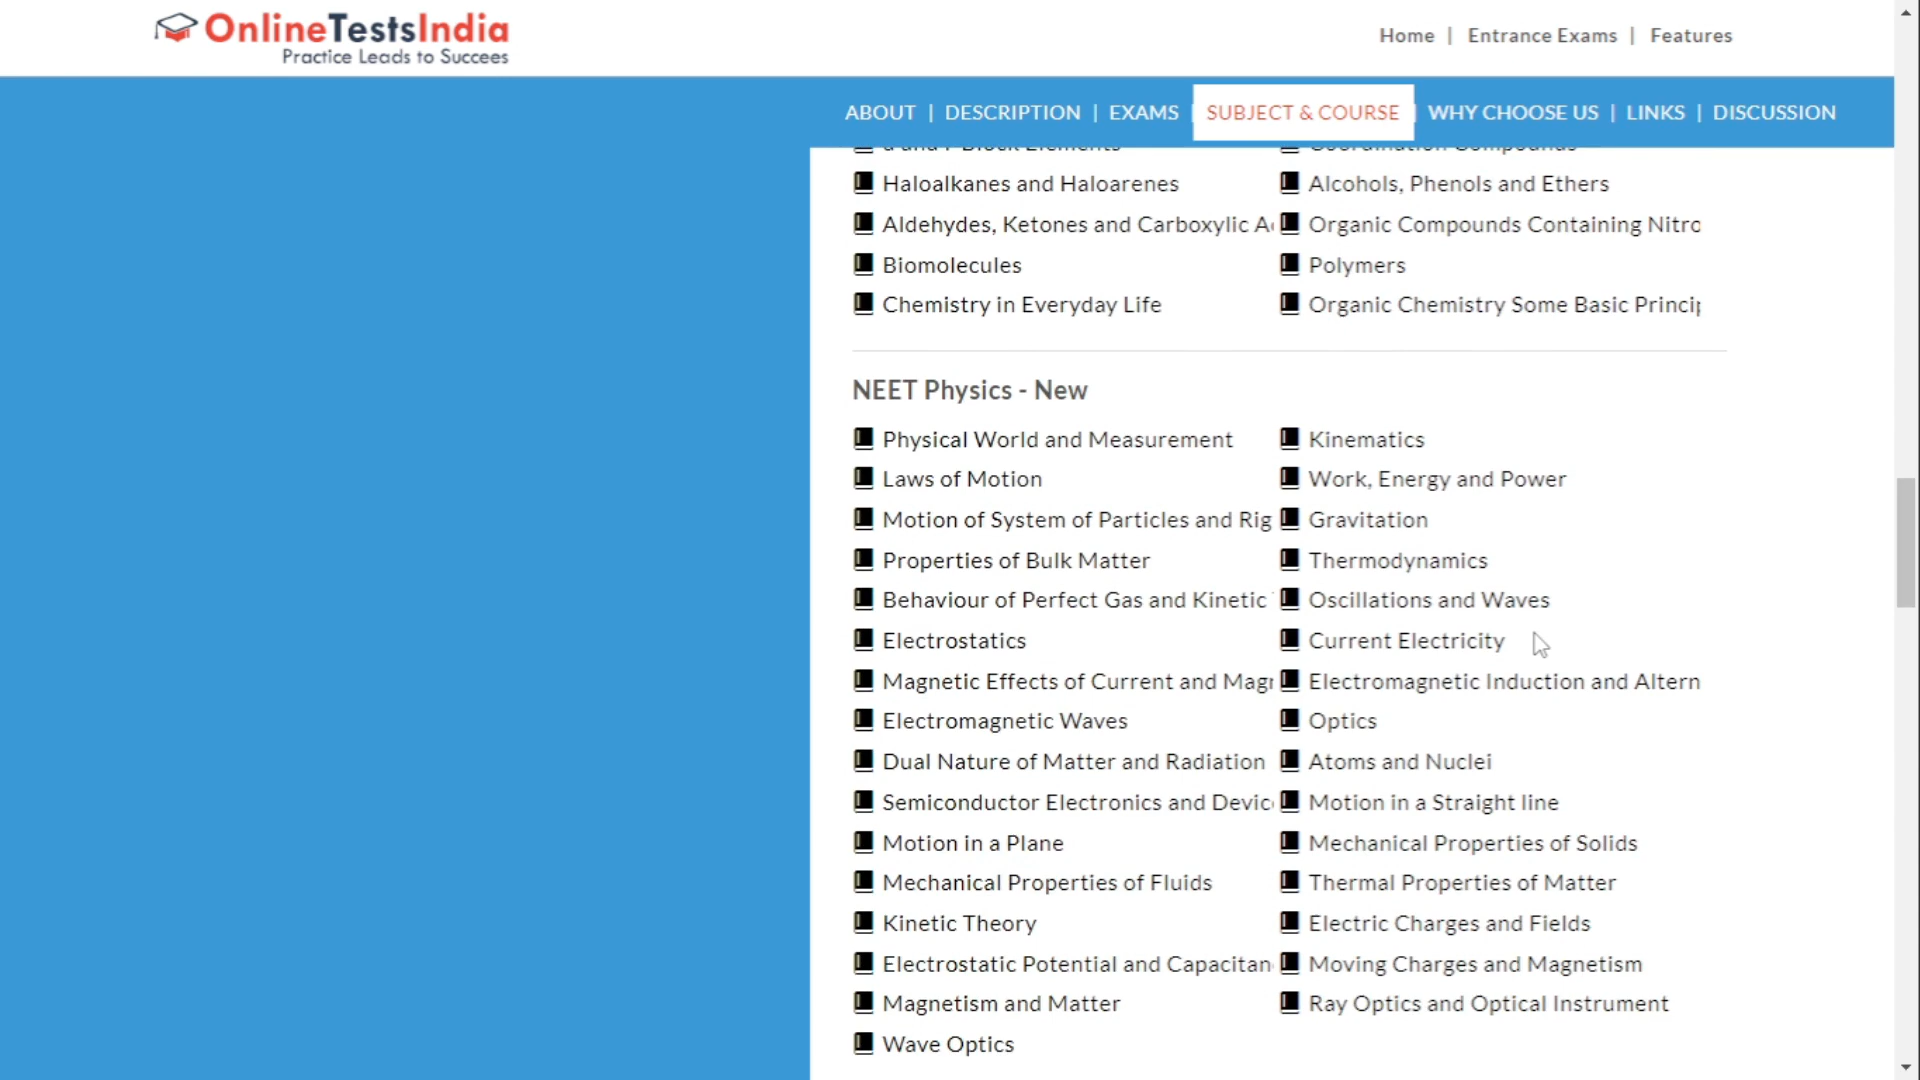 OnlineTestsIndia
Practice Leads to Succees
Home | Entrance Exams | Features
ABOUT | DESCRIPTION | EXAMS | SUBJECT & COURSE | WHY CHOOSE US | LINKS | DISCUSSION
Haloalkanes and Haloarenes Alcohols, Phenols and Ethers
Aldehydes, Ketones and Carboxylic Organic Compounds Containing Nitro
Biomolecules Polymers
Chemistry in Everyday Life Organic Chemistry Some Basic Princip
NEET Physics - New
Physical World and Measurement Kinematics
Laws of Motion Work, Energy and Power
Motion of System of Particles and Rig Gravitation
Properties of Bulk Matter Thermodynamics
Behaviour of Perfect Gas and Kinetic Oscillations and Waves
Electrostatics Current Electricity
Magnetic Effects of Current and Magn Electromagnetic Induction and Altern
Electromagnetic Waves Optics
Dual Nature of Matter and Radiation Atoms and Nuclei
Semiconductor Electronics and Device Motion in a Straight line
Motion in a Plane Mechanical Properties of Solids
Mechanical Properties of Fluids Thermal Properties of Matter
Kinetic Theory Electric Charges and Fields
Electrostatic Potential and Capacitan Moving Charges and Magnetism
Magnetism and Matter Ray Optics and Optical Instrument
Wave Optics